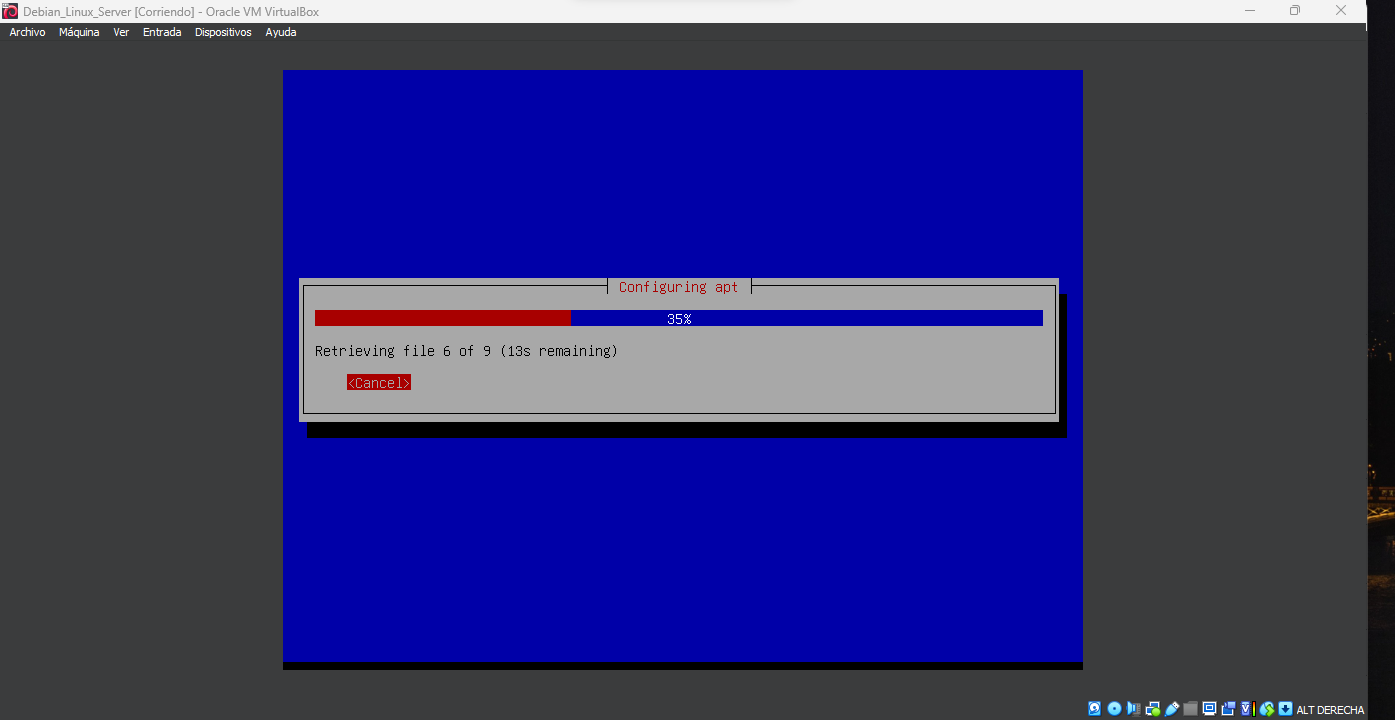 Debian_Linux_Server [Corriendo] - Oracle VM VirtualBox
Archivo Máquina Ver Entrada Dispositivos Ayuda
Configuring apt
35%
Retrieving file 6 of 9 (13s remaining)
<Cancel>
ALT DERECHA